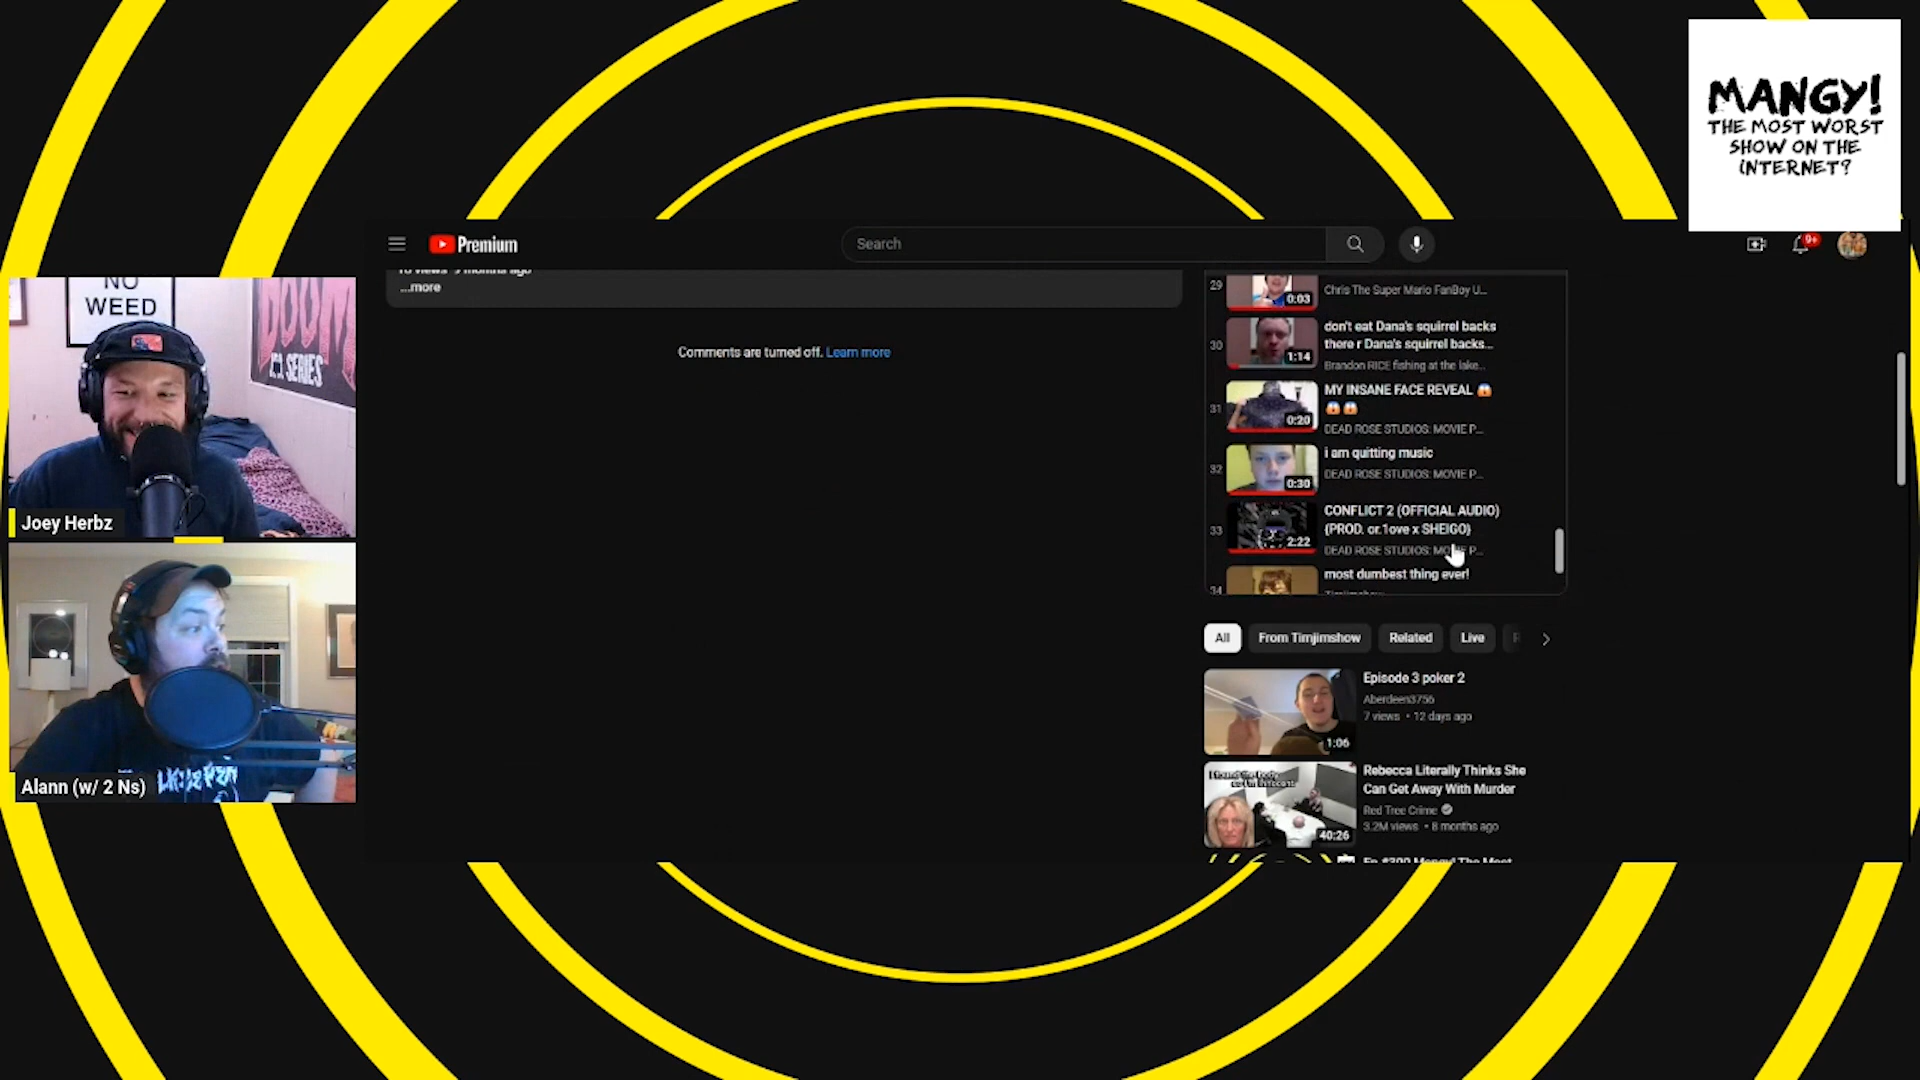 MANGY!
THE MOST WORST
SHOW ON THE
INTERNET?
Premium
Search
9+
...more
Comments are turned off. Learn more
NO
WEED
Joey Herbz
Alann (w/ 2 Ns)
29
0:03
Chris The Super Mario FanBoy U...
30
1:14
don't eat Dana's squirrel backs
there r Dana's squirrel backs...
Brandon RICE fishing at the lake...
31
0:20
MY INSANE FACE REVEAL 😱
😱😱
DEAD ROSE STUDIOS: MOVIE P...
32
0:30
i am quitting music
DEAD ROSE STUDIOS: MOVIE P...
33
2:22
CONFLICT 2 (OFFICIAL AUDIO)
(PROD. or.1ove x SHEIGO)
DEAD ROSE STUDIOS: P...
34
most dumbest thing ever!
All
From Timjimshow
Related
Live
1:06
Episode 3 poker 2
Aberdeen3756
7 views • 12 days ago
40:26
Rebecca Literally Thinks She
Can Get Away With Murder
Red Tree Crime
3.2M views • 8 months ago